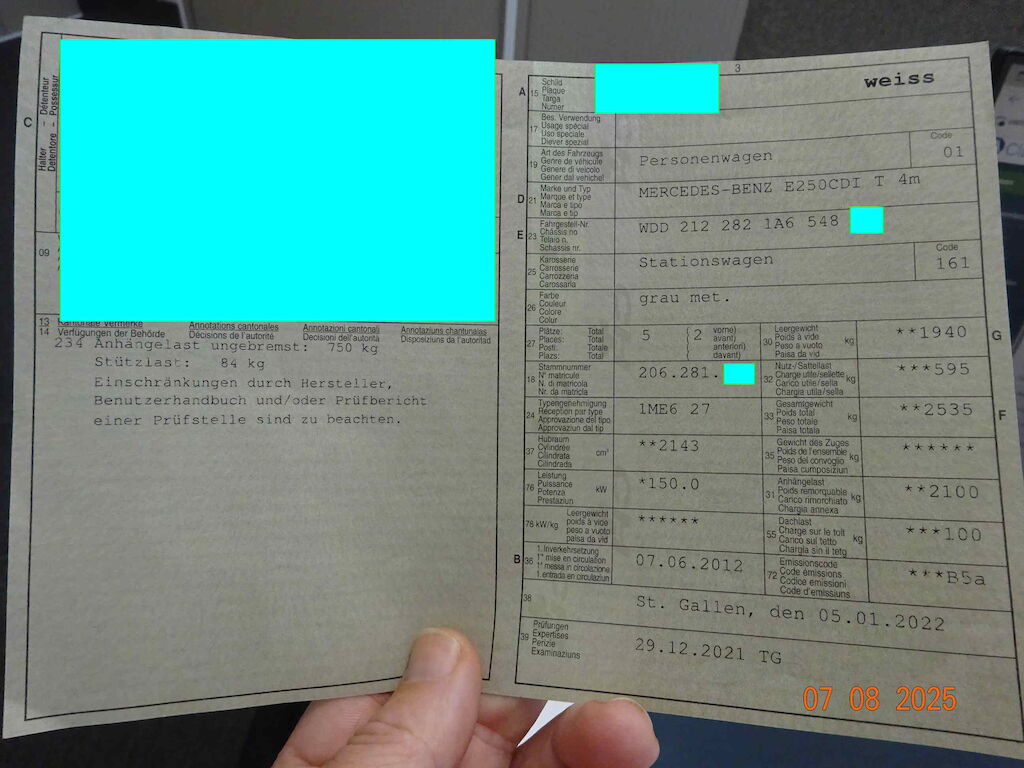 C
Halter – Détenteur
Detentore – Possessur
09
13 Kantonale Vermerke Annotations cantonales Annotazioni cantonali Annotaziuns chantunalas
14 Verfügungen der Behörde Décisions de l'autorité Decisioni dell'autorità Disposiziuns da l'autoritad
234 Anhängelast ungebremst: 750 kg
Stützlast: 84 kg
Einschränkungen durch Hersteller,
Benutzerhandbuch und/oder Prüfbericht
einer Prüfstelle sind zu beachten.
3
A 15 Schild
Plaque
Targa
Numer
weiss
17 Bes. Verwendung
Usage spécial
Uso speciale
Diever spezial
19 Art des Fahrzeugs
Genre de véhicule
Genere di veicolo
Gener dal vehichel
Personenwagen
Code
01
D 21 Marke und Typ
Marque et type
Marca e tipo
Marca e tip
MERCEDES-BENZ E250CDI T 4m
E 23 Fahrgestell-Nr.
Châssis no
Telaio n.
Schassis nr.
WDD 212 282 1A6 548
25 Karosserie
Carrosserie
Carrozzeria
Carossaria
Stationswagen
Code
161
26 Farbe
Couleur
Colore
Colur
grau met.
27 Plätze: Total
Places: Total
Posti: Totale
Plazs: Total
5 ( 2 vorne)
avant)
anteriori)
davant)
30 Leergewicht
Poids à vide
Peso a vuoto
Paisa da vid
kg
**1940
G
18 Stammnummer
N° matricule
N. di matricola
Nr. da matricla
206.281.
32 Nutz-/Sattellast
Charge utile/sellette
Carico utile/sella
Chargia utila/sella
kg
***595
24 Typengenehmigung
Réception par type
Approvazione del tipo
Approvaziun dal tip
1ME6 27
33 Gesamtgewicht
Poids total
Peso totale
Paisa totala
kg
**2535
F
37 Hubraum
Cylindrée
Cilindrata
Cilindrada
cm³
**2143
35 Gewicht des Zuges
Poids de l'ensemble
Peso del convoglio
Paisa cumposiziun
kg
******
76 Leistung
Puissance
Potenza
Prestaziun
kW
*150.0
31 Anhängelast
Poids remorquable
Carico rimorchiato
Chargia annexa
kg
**2100
78 kW/kg Leergewicht
poids à vide
peso a vuoto
paisa da vid
******
55 Dachlast
Charge sur le toit
Carico sul tetto
Chargia sin il tetg
kg
***100
B 36 1. Inverkehrsetzung
1re mise en circulation
1a messa in circolazione
1. entrada en circulaziun
07.06.2012
72 Emissionscode
Code émissions
Codice emissioni
Code d'emissiuns
***B5a
38
St. Gallen, den 05.01.2022
39 Prüfungen
Expertises
Perizie
Examinaziuns
29.12.2021 TG
07 08 2025